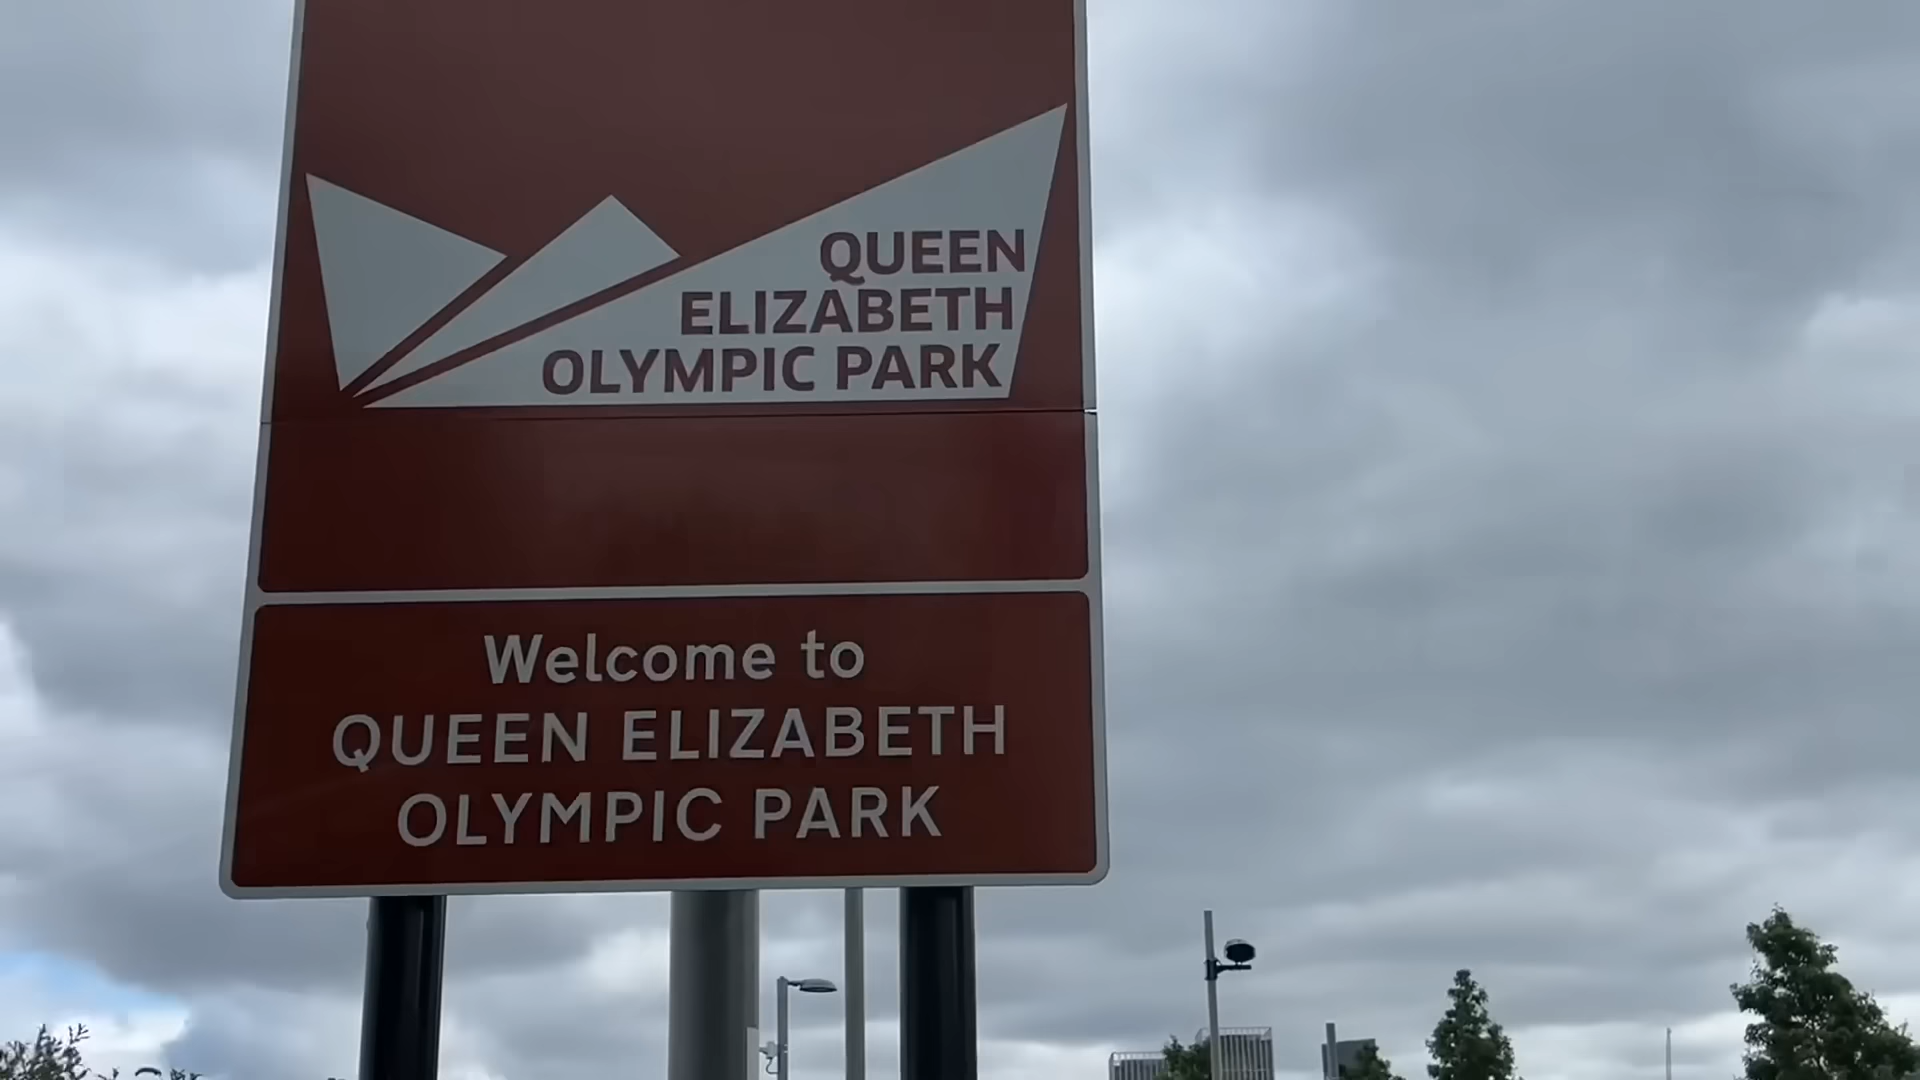 QUEEN
ELIZABETH
OLYMPIC PARK
Welcome to
QUEEN ELIZABETH
OLYMPIC PARK